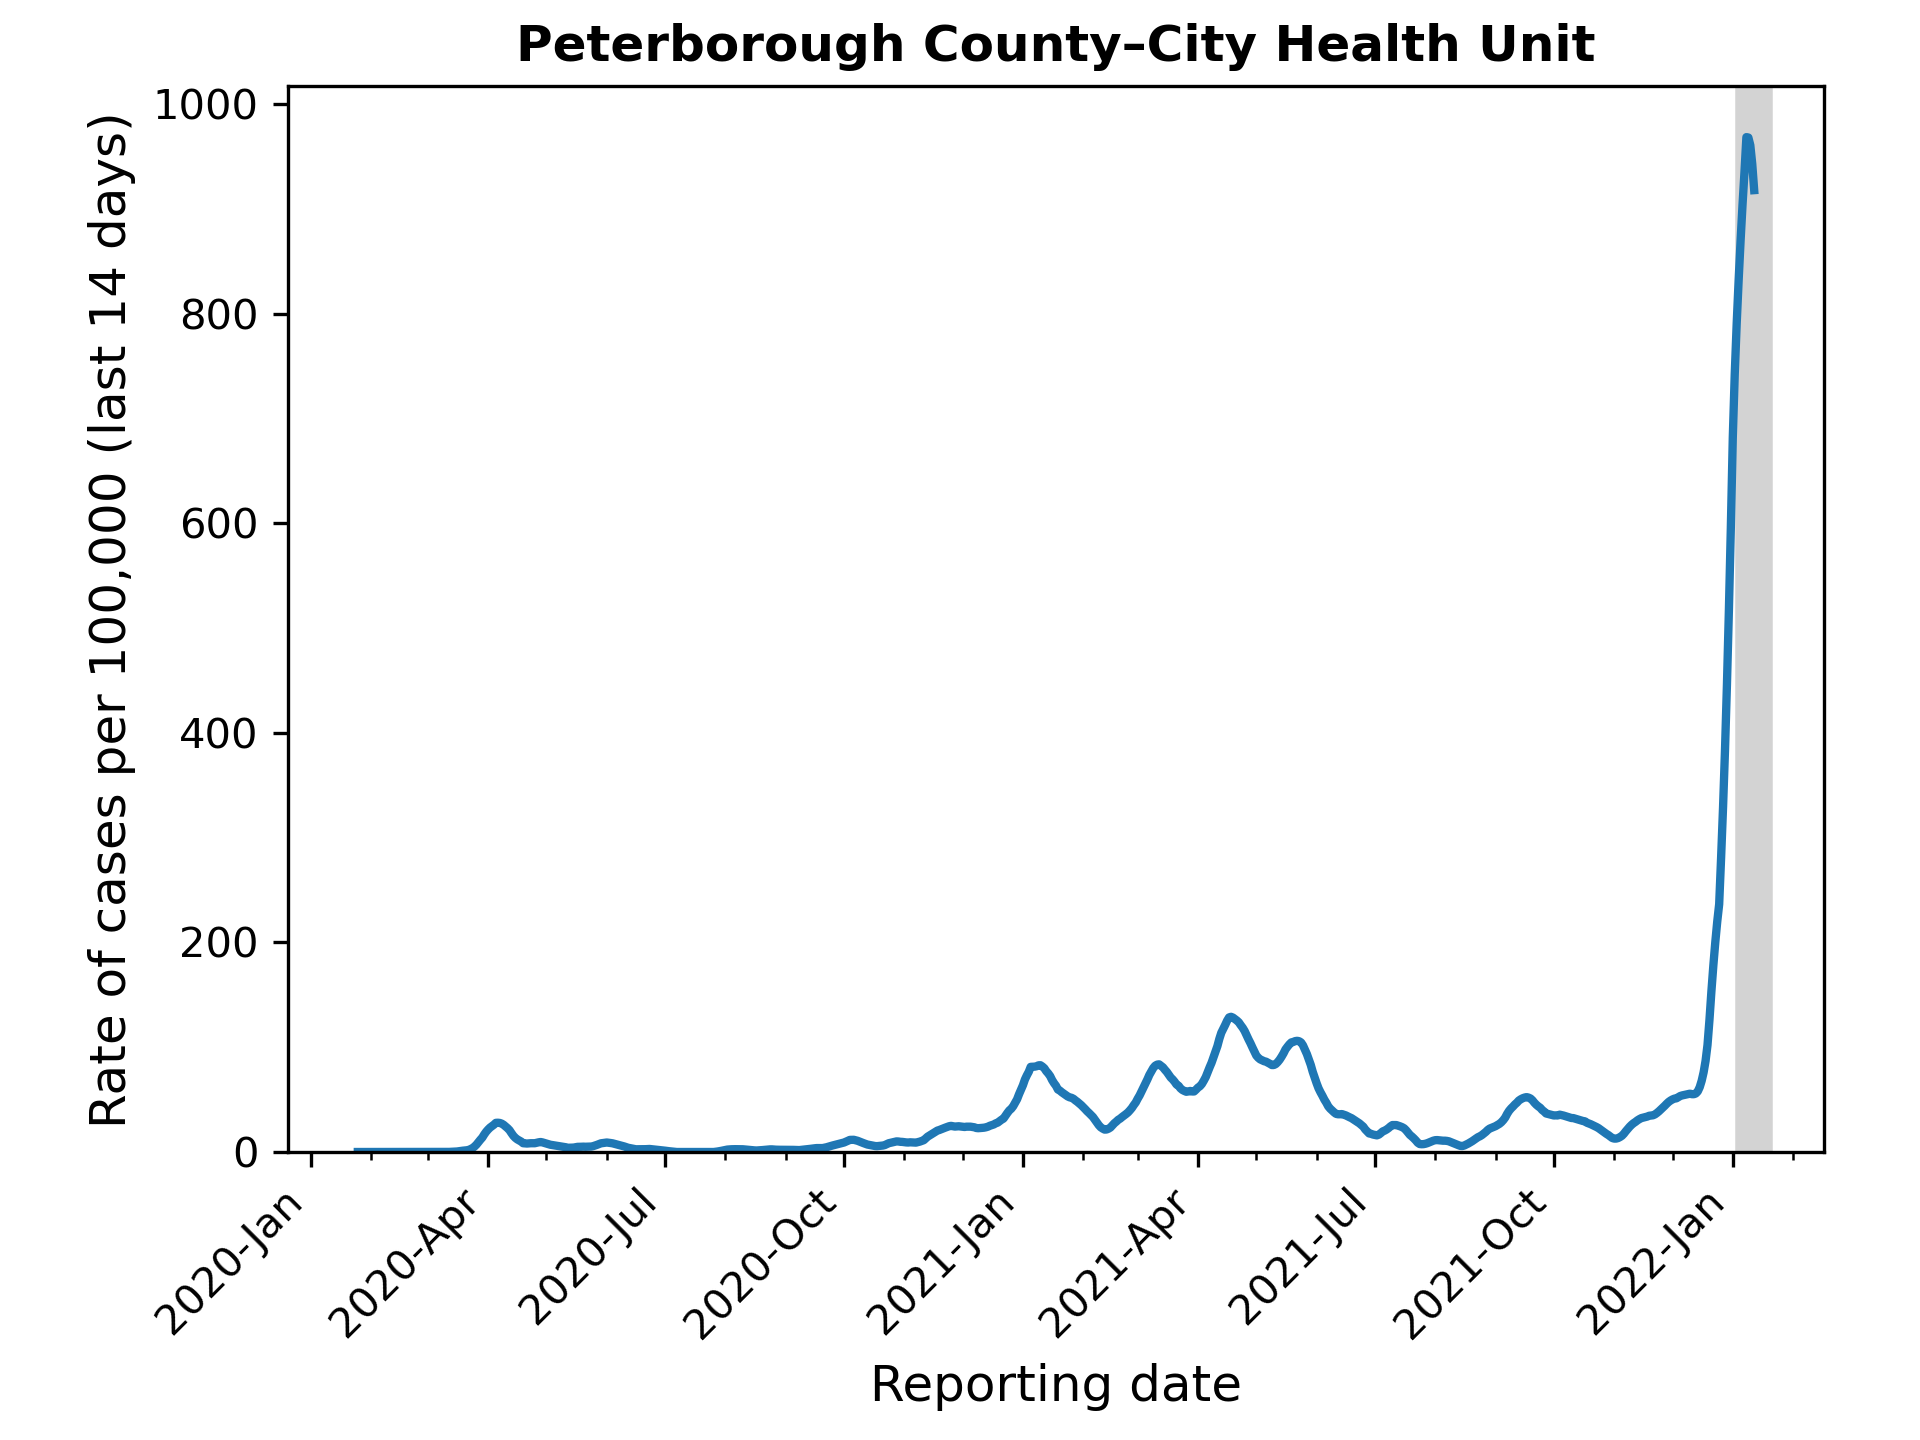 Peterborough County–City Health Unit
Rate of cases per 100,000 (last 14 days)
1000
800
600
400
200
0
2020-Jan
2020-Apr
2020-Jul
2020-Oct
2021-Jan
2021-Apr
2021-Jul
2021-Oct
2022-Jan
Reporting date